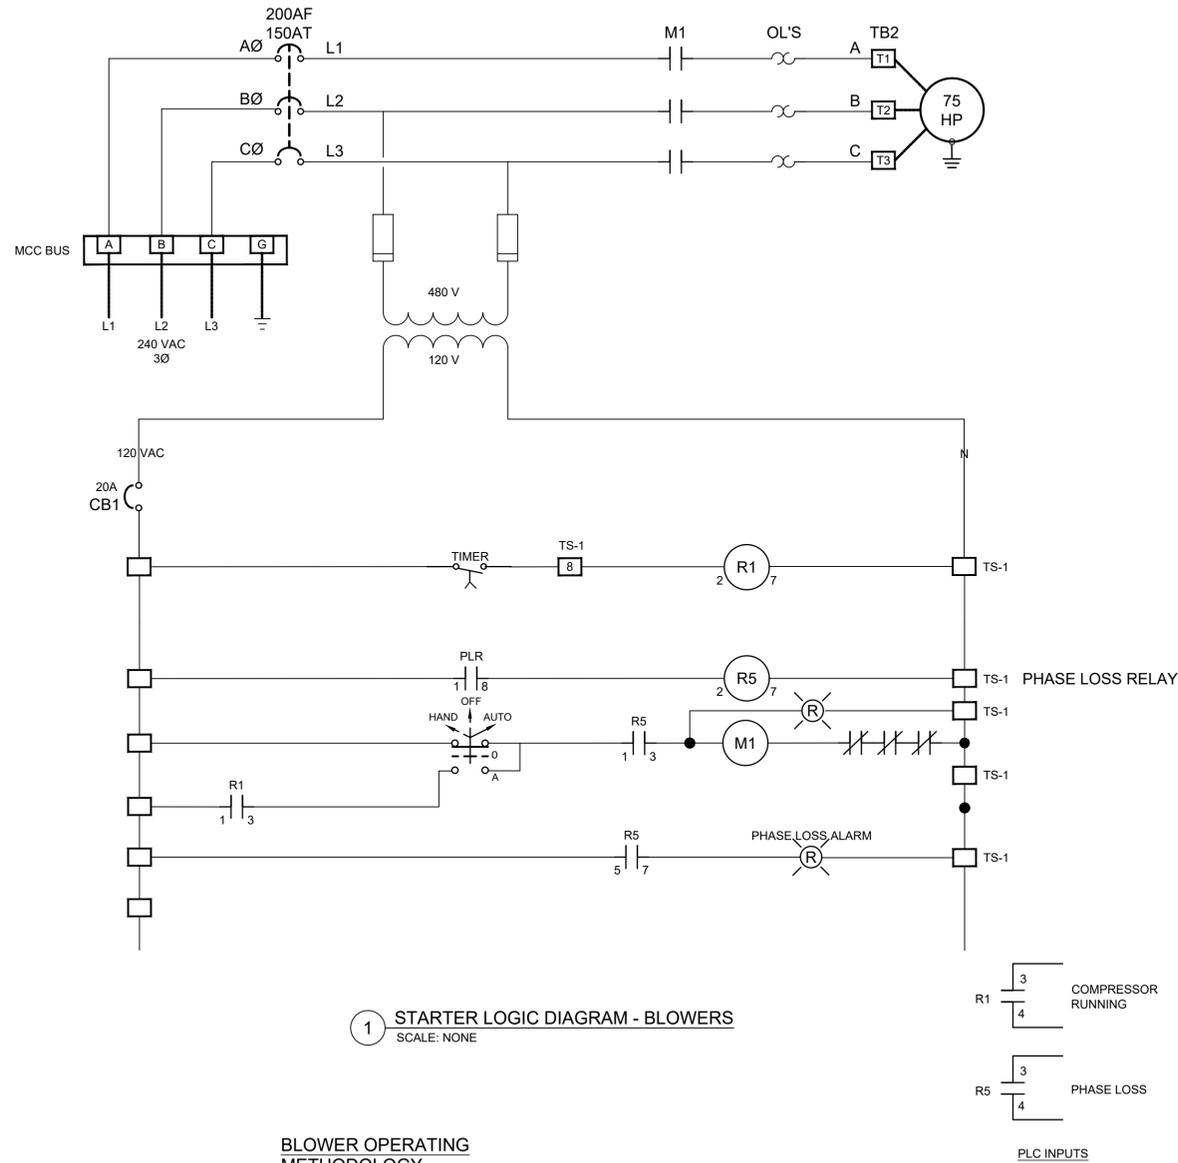 200AF
150AT
AØ
L1
M1
OL'S
TB2
A
T1
BØ
L2
B
T2
75
HP
CØ
L3
C
T3
MCC BUS
A
B
C
G
L1
L2
L3
240 VAC
3Ø
480 V
120 V
120 VAC
N
20A
CB1
TIMER
TS-1
8
2
R1
7
TS-1
PLR
1
8
2
R5
7
TS-1
PHASE LOSS RELAY
OFF
HAND
AUTO
R
TS-1
0
A
R5
1
3
M1
TS-1
R1
1
3
R5
5
7
PHASE LOSS ALARM
R
TS-1
1
STARTER LOGIC DIAGRAM - BLOWERS
SCALE: NONE
R1
3
4
COMPRESSOR
RUNNING
R5
3
4
PHASE LOSS
PLC INPUTS
BLOWER OPERATING
METHODOLOGY